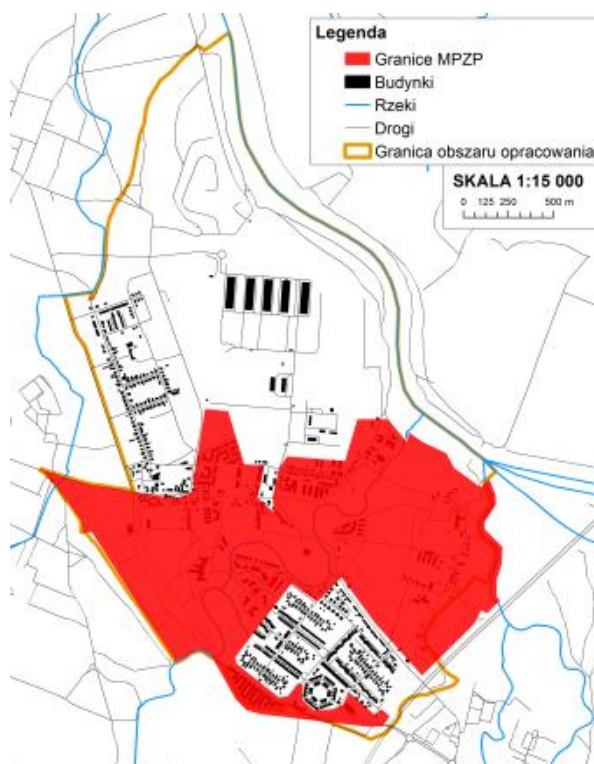 Legenda
Granice MPZP
Budynki
Rzeki
Drogi
Granica obszaru opracowania
SKALA 1:15 000
0 125 250 500 m